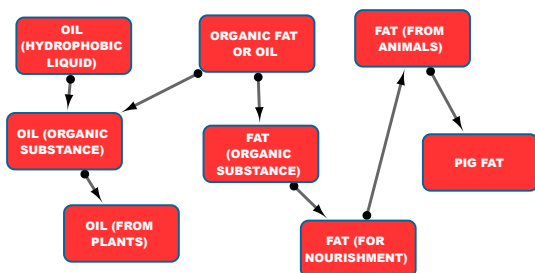 OIL
(HYDROPHOBIC
LIQUID)
ORGANIC FAT
OR OIL
FAT (FROM
ANIMALS)
OIL (ORGANIC
SUBSTANCE)
FAT
(ORGANIC
SUBSTANCE)
PIG FAT
OIL (FROM
PLANTS)
FAT (FOR
NOURISHMENT)